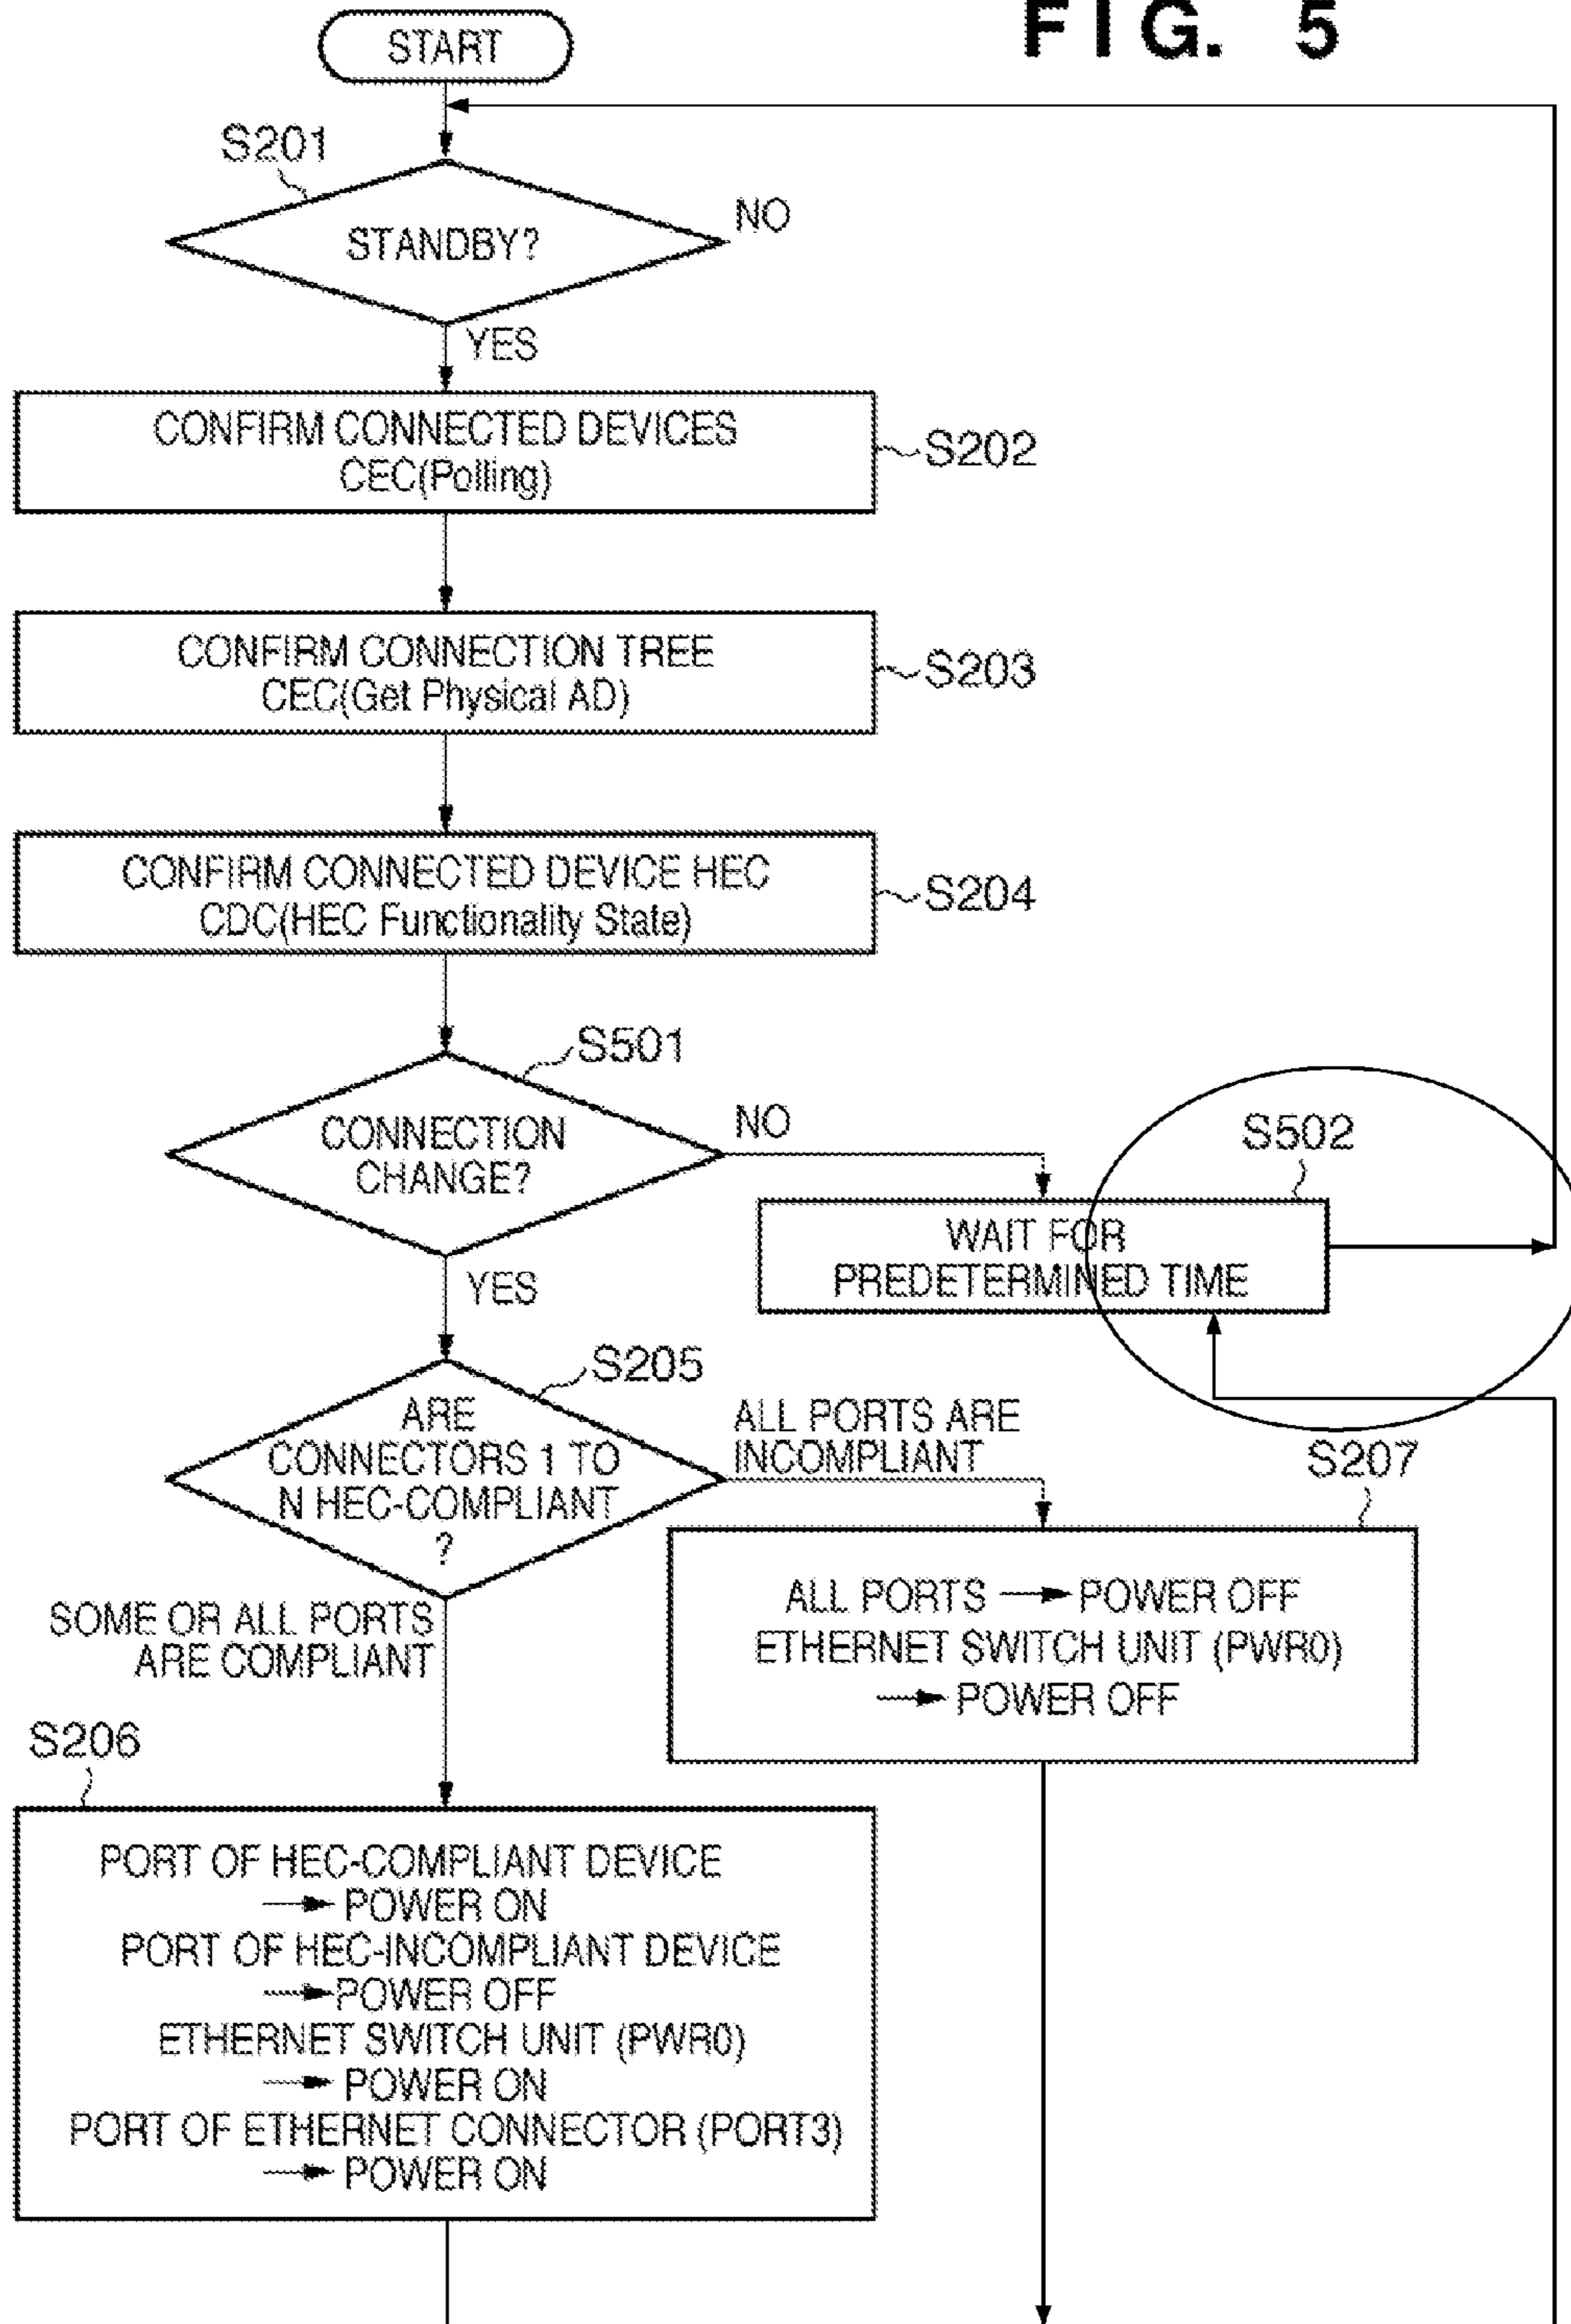 FIG. 5
START
S201
STANDBY?
NO
YES
CONFIRM CONNECTED DEVICES
CEC(Polling)
S202
CONFIRM CONNECTION TREE
CEC(Get Physical AD)
S203
CONFIRM CONNECTED DEVICE HEC
CDC(HEC Functionality State)
S204
S501
CONNECTION
CHANGE?
NO
YES
S502
WAIT FOR
PREDETERMINED TIME
S205
ARE
CONNECTORS 1 TO
N HEC-COMPLIANT
?
ALL PORTS ARE
INCOMPLIANT
SOME OR ALL PORTS
ARE COMPLIANT
S207
ALL PORTS → POWER OFF
ETHERNET SWITCH UNIT (PWR0)
→ POWER OFF
S206
PORT OF HEC-COMPLIANT DEVICE
→ POWER ON
PORT OF HEC-INCOMPLIANT DEVICE
→ POWER OFF
ETHERNET SWITCH UNIT (PWR0)
→ POWER ON
PORT OF ETHERNET CONNECTOR (PORT3)
→ POWER ON